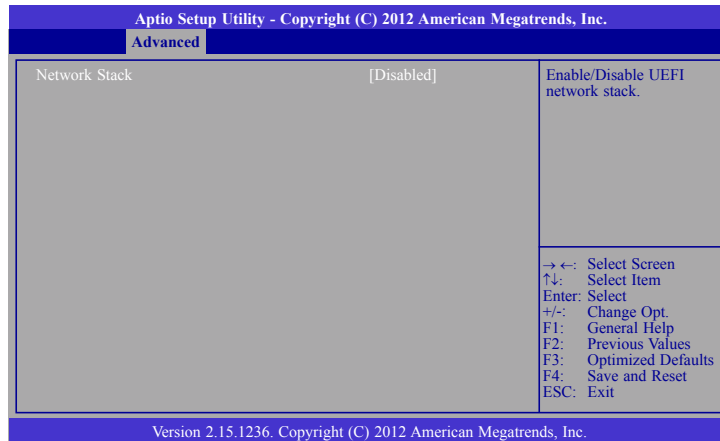 Aptio Setup Utility - Copyright (C) 2012 American Megatrends, Inc.
Advanced
Network Stack [Disabled]
Enable/Disable UEFI
network stack.
→ ←: Select Screen
↑↓: Select Item
Enter: Select
+/-: Change Opt.
F1: General Help
F2: Previous Values
F3: Optimized Defaults
F4: Save and Reset
ESC: Exit
Version 2.15.1236. Copyright (C) 2012 American Megatrends, Inc.